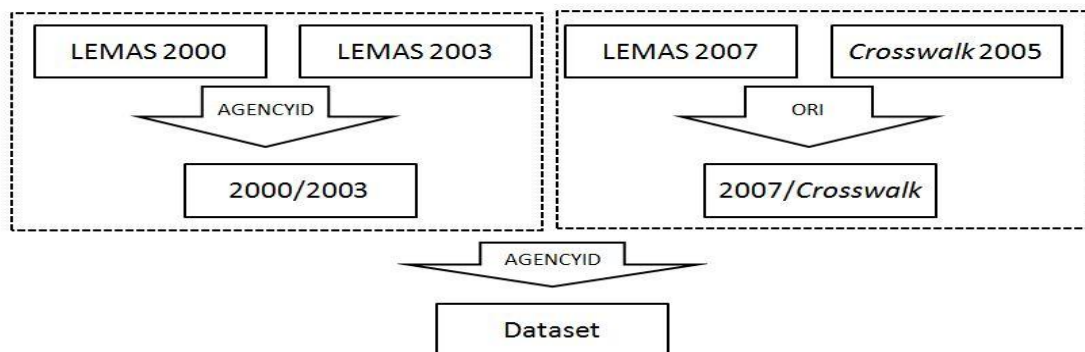 LEMAS 2000
LEMAS 2003
LEMAS 2007
Crosswalk 2005
AGENCYID
ORI
2000/2003
2007/Crosswalk
AGENCYID
Dataset